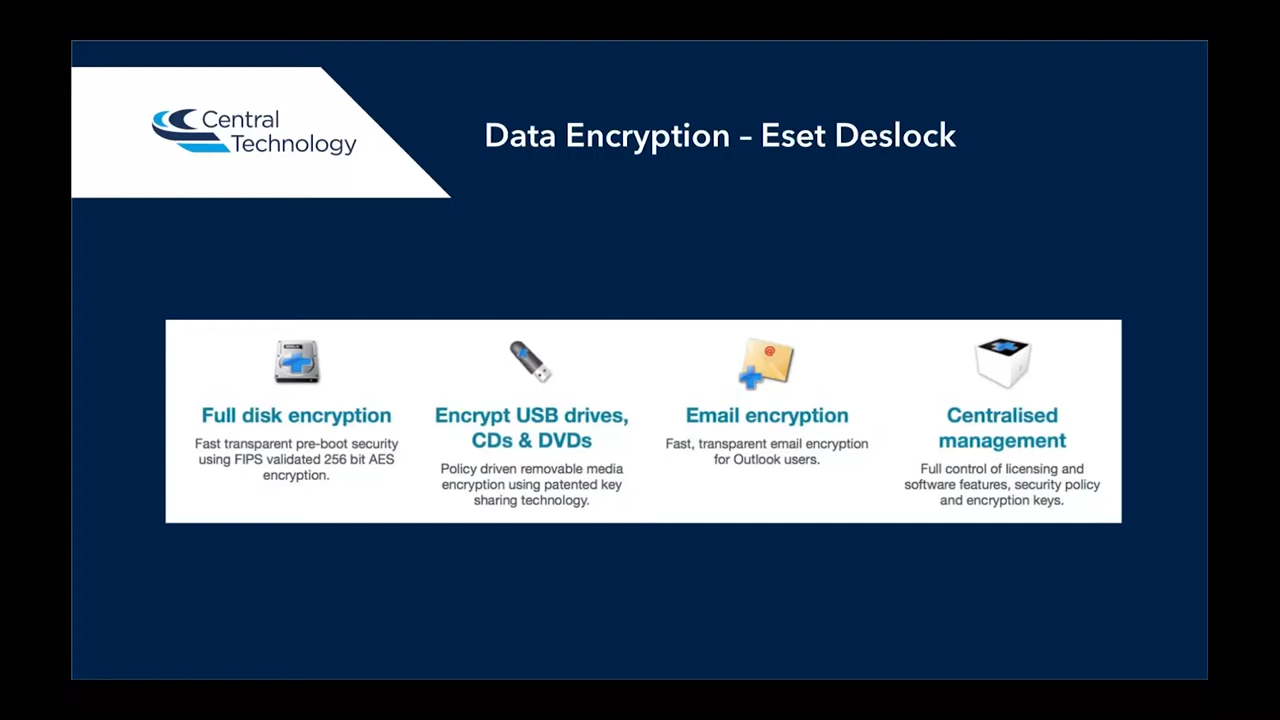 Central
Technology
Data Encryption – Eset Deslock
@
Full disk encryption
Fast transparent pre-boot security
using FIPS validated 256 bit AES
encryption.
Encrypt USB drives,
CDs & DVDs
Policy driven removable media
encryption using patented key
sharing technology.
Email encryption
Fast, transparent email encryption
for Outlook users.
Centralised
management
Full control of licensing and
software features, security policy
and encryption keys.